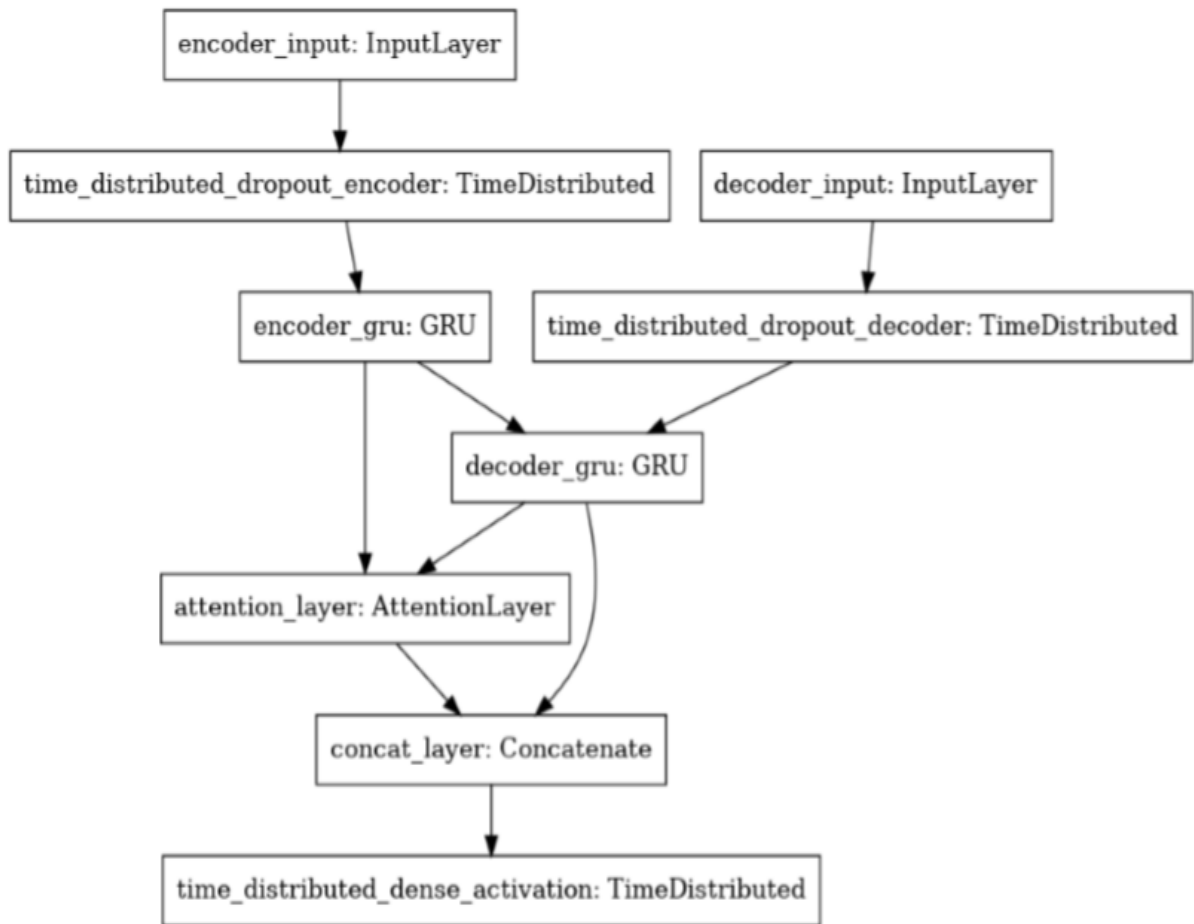 encoder_input: InputLayer
time_distributed_dropout_encoder: TimeDistributed
decoder_input: InputLayer
encoder_gru: GRU
time_distributed_dropout_decoder: TimeDistributed
decoder_gru: GRU
attention_layer: AttentionLayer
concat_layer: Concatenate
time_distributed_dense_activation: TimeDistributed